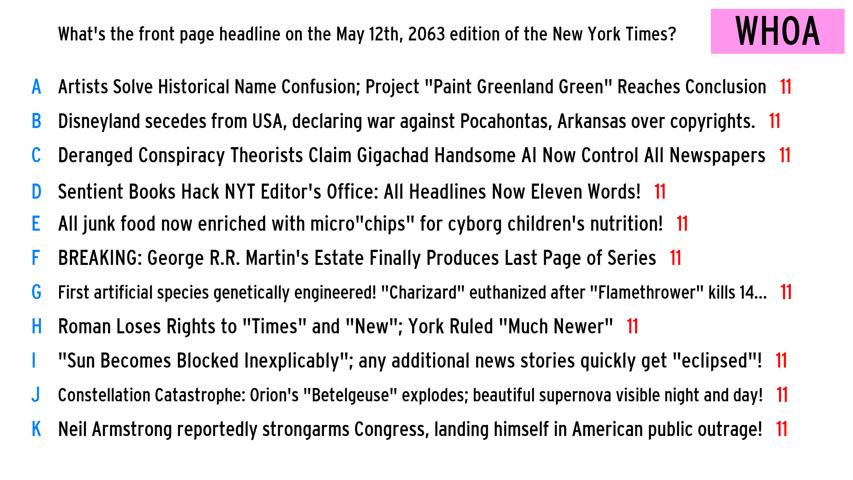 What's the front page headline on the May 12th, 2063 edition of the New York Times?
WHOA
A Artists Solve Historical Name Confusion; Project "Paint Greenland Green" Reaches Conclusion 11
B Disneyland secedes from USA, declaring war against Pocahontas, Arkansas over copyrights. 11
C Deranged Conspiracy Theorists Claim Gigachad Handsome AI Now Control All Newspapers 11
D Sentient Books Hack NYT Editor's Office: All Headlines Now Eleven Words! 11
E All junk food now enriched with micro"chips" for cyborg children's nutrition! 11
F BREAKING: George R.R. Martin's Estate Finally Produces Last Page of Series 11
G First artificial species genetically engineered! "Charizard" euthanized after "Flamethrower" kills 14... 11
H Roman Loses Rights to "Times" and "New"; York Ruled "Much Newer" 11
I "Sun Becomes Blocked Inexplicably"; any additional news stories quickly get "eclipsed"! 11
J Constellation Catastrophe: Orion's "Betelgeuse" explodes; beautiful supernova visible night and day! 11
K Neil Armstrong reportedly strongarms Congress, landing himself in American public outrage! 11